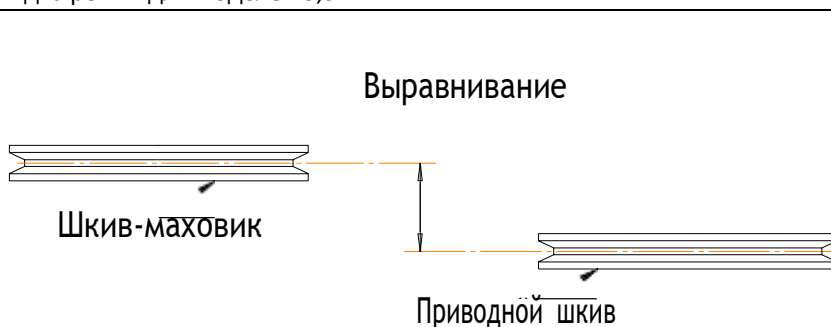 Выравнивание
Шкив-маховик
Приводной шкив